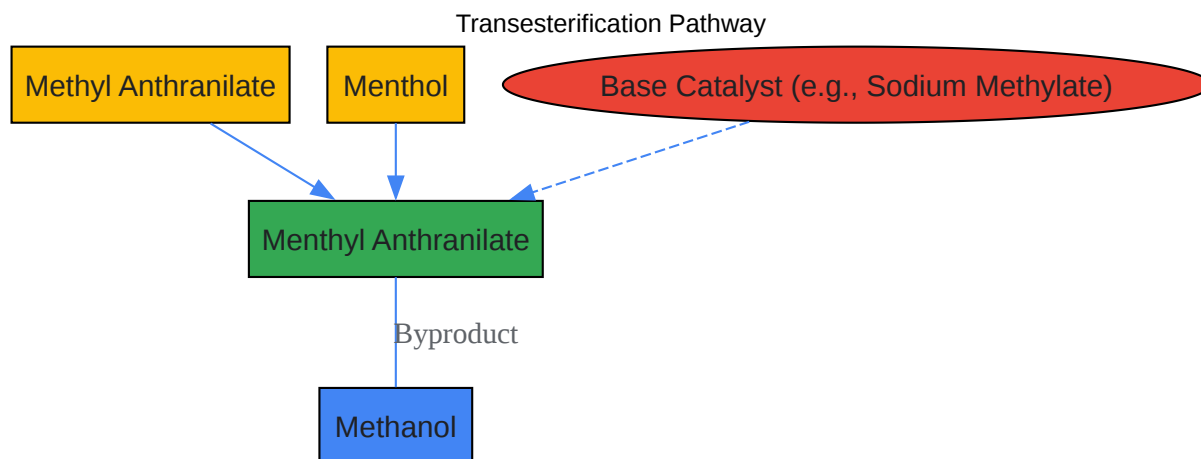 Transesterification Pathway
Methyl Anthranilate
Menthol
Base Catalyst (e.g., Sodium Methylate)
Menthyl Anthranilate
Byproduct
Methanol